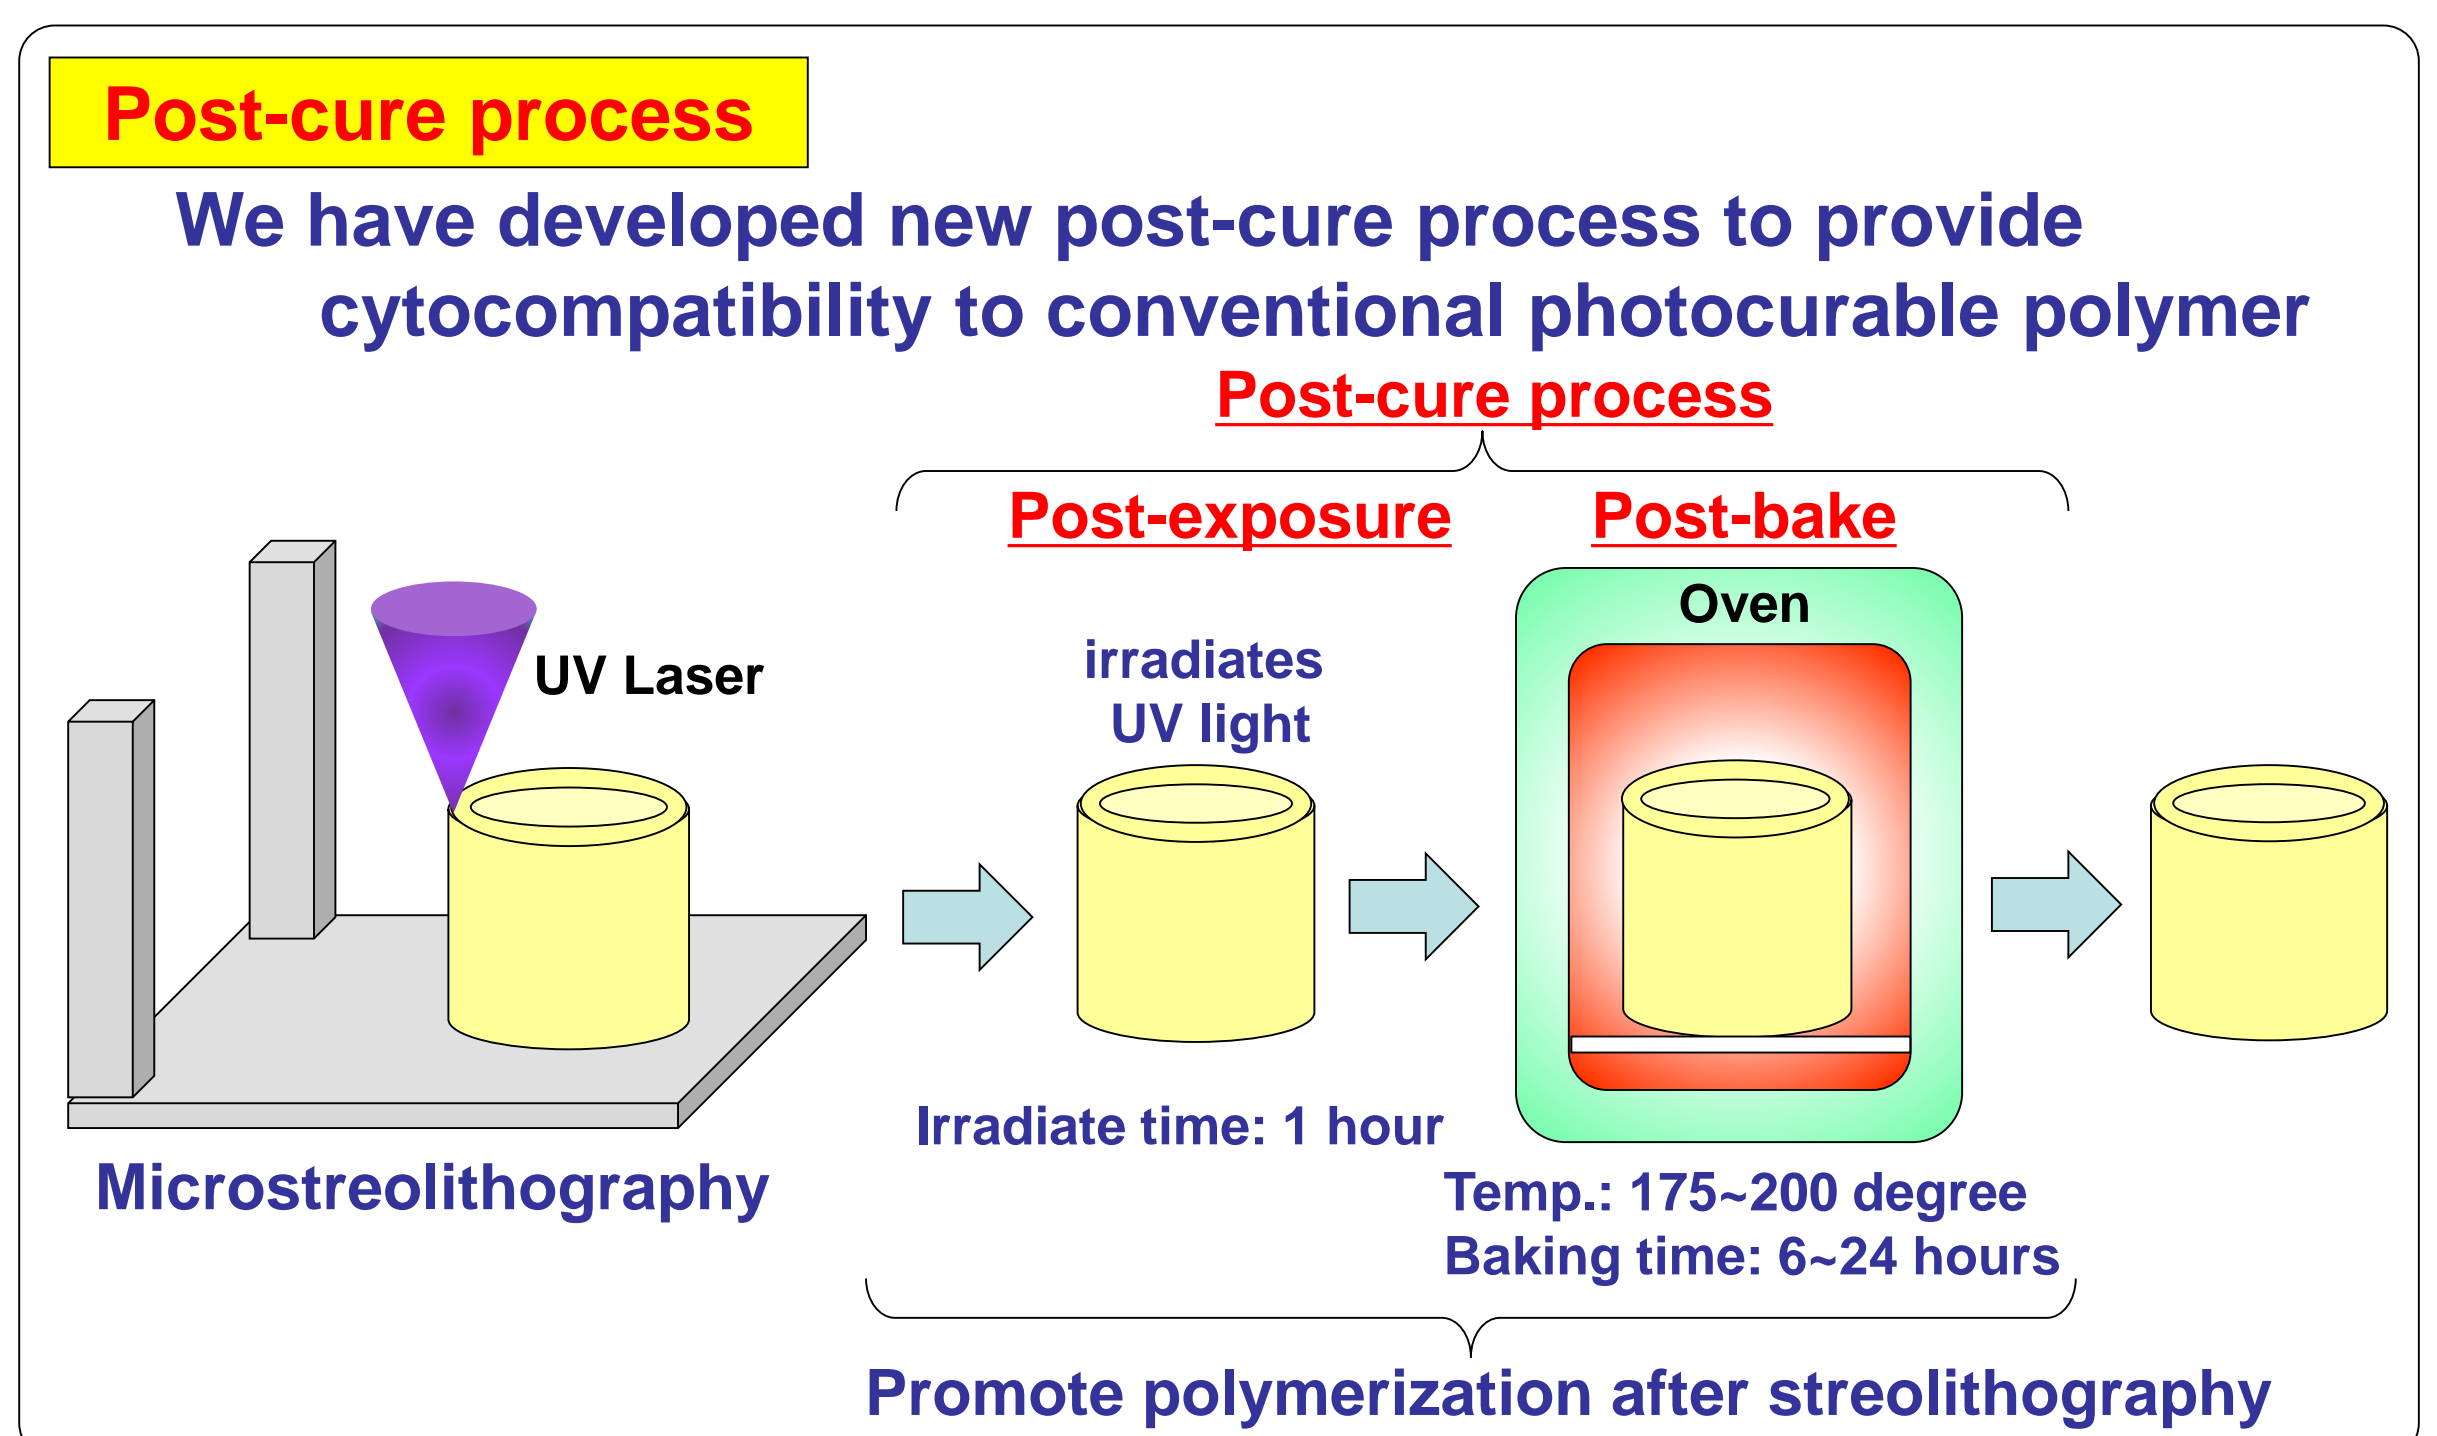 Post-cure process
We have developed new post-cure process to provide
cytocompatibility to conventional photocurable polymer
Post-cure process
Post-exposure
Post-bake
Oven
UV Laser
irradiates
UV light
Irradiate time: 1 hour
Microstreolithography
Temp.: 175~200 degree
Baking time: 6~24 hours
Promote polymerization after streolithography